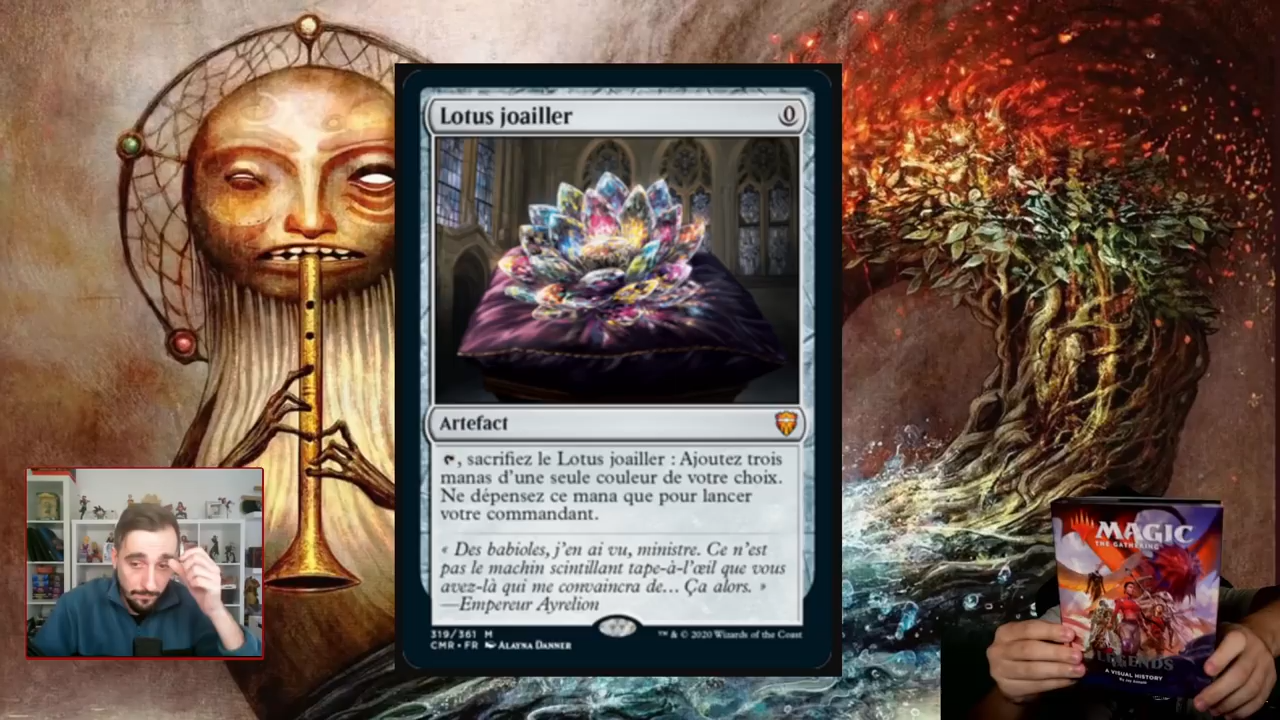 Lotus joailler
0
Artefact
, sacrifiez le Lotus joailler : Ajoutez trois
manas d'une seule couleur de votre choix.
Ne dépensez ce mana que pour lancer
votre commandant.
« Des babioles, j'en ai vu, ministre. Ce n'est
pas le machin scintillant tape-à-l'œil que vous
avez-là qui me convaincra de... Ça alors. »
—Empereur Ayrelion
319/361 M
™ & © 2020 Wizards of the Coast
CMR • FR Alayna Danner
MAGIC
THE GATHERING
LEGENDS
A VISUAL HISTORY